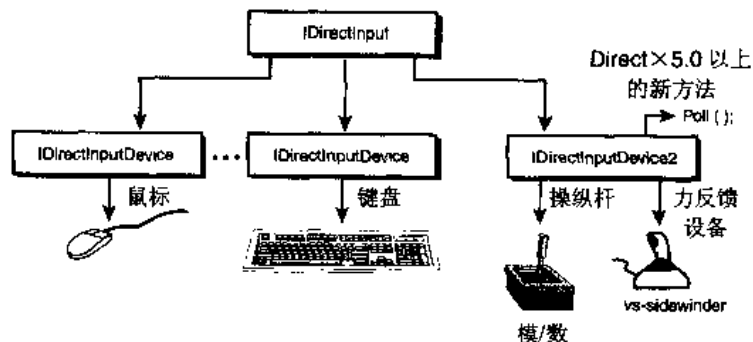 IDirectInput
Direct×5.0 以上
的新方法
Poll ( );
IDirectInputDevice
IDirectInputDevice
IDirectInputDevice2
鼠标
键盘
操纵杆
力反馈
设备
模/数
vs-sidewinder